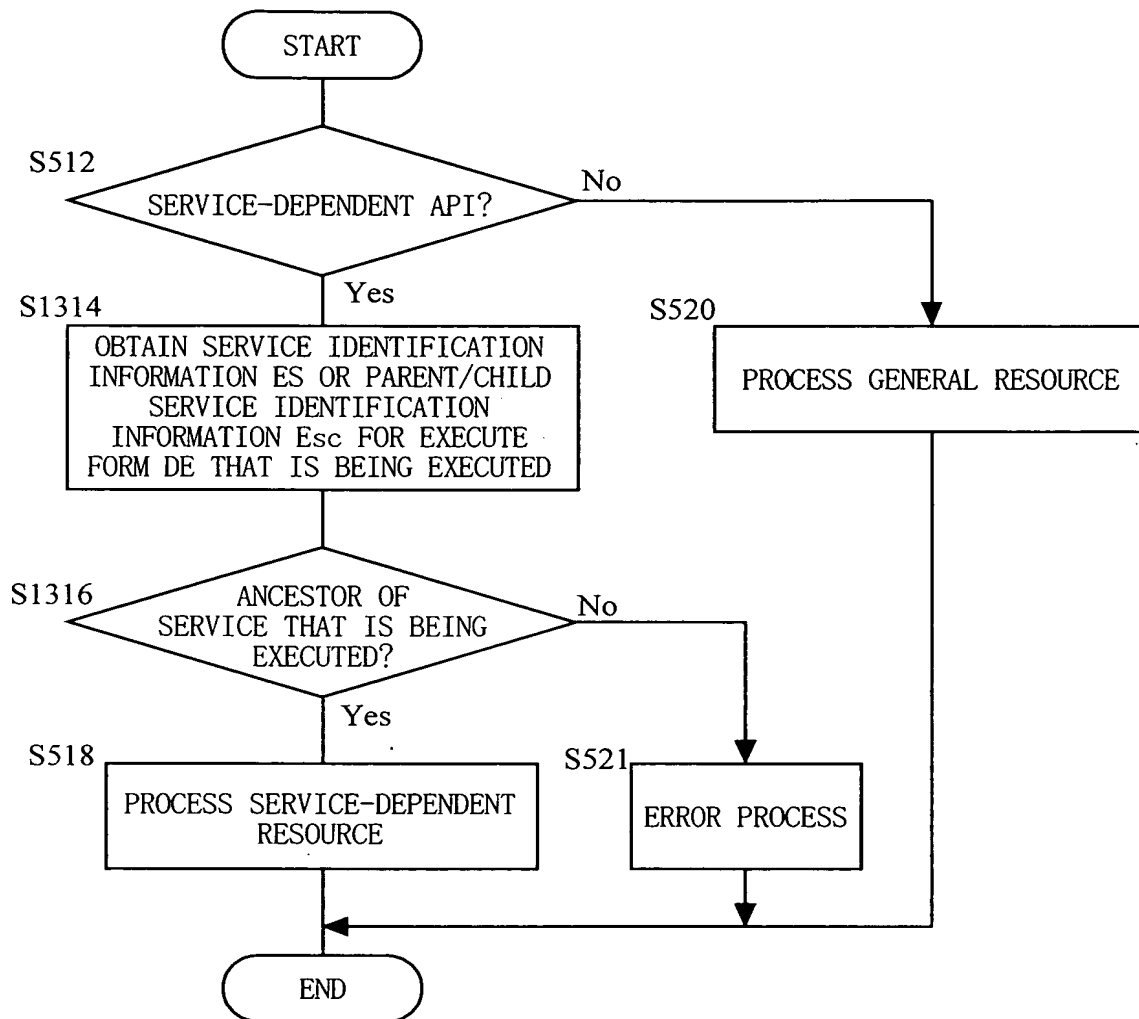 START
S512
SERVICE-DEPENDENT API?
No
Yes
S1314
OBTAIN SERVICE IDENTIFICATION
INFORMATION ES OR PARENT/CHILD
SERVICE IDENTIFICATION
INFORMATION Esc FOR EXECUTE
FORM DE THAT IS BEING EXECUTED
S520
PROCESS GENERAL RESOURCE
S1316
ANCESTOR OF
SERVICE THAT IS BEING
EXECUTED?
No
Yes
S518
PROCESS SERVICE-DEPENDENT
RESOURCE
S521
ERROR PROCESS
END